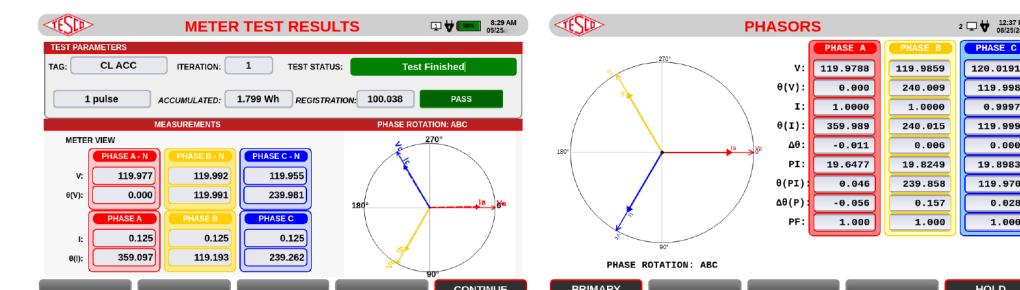 TESCO
METER TEST RESULTS
8:29 AM
TEST PARAMETERS
TAG: CL ACC ITERATION: 1 TEST STATUS: Test Finished
1 pulse ACCUMULATED: 1.799 Wh REGISTRATION: 100.038 PASS
MEASUREMENTS PHASE ROTATION: ABC
METER VIEW
PHASE A - N PHASE B - N PHASE C - N
V: 119.977 119.992 119.955
θ(V): 0.000 119.991 239.981
PHASE A PHASE B PHASE C
I: 0.125 0.125 0.125
θ(I): 359.097 119.193 239.262
270°
Vc
Ic
180°
Ia
Ib
90°
CONTINUE
TESCO
PHASORS
2
12:37
PHASE A PHASE B PHASE C
V: 119.9788 119.9859 120.0191
θ(V): 0.000 240.009 119.998
I: 1.0000 1.0000 0.9997
θ(I): 359.989 240.015 119.999
Δθ: -0.011 0.006 0.000
PI: 19.6477 19.8249 19.8983
θ(PI): 0.046 239.858 119.970
Δθ(P): -0.056 0.157 0.028
PF: 1.000 1.000 1.000
270°
180°
90°
PHASE ROTATION: ABC
PRIMARY HOLD